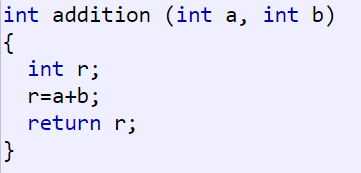 int addition (int a, int b)
{
  int r;
  r=a+b;
  return r;
}